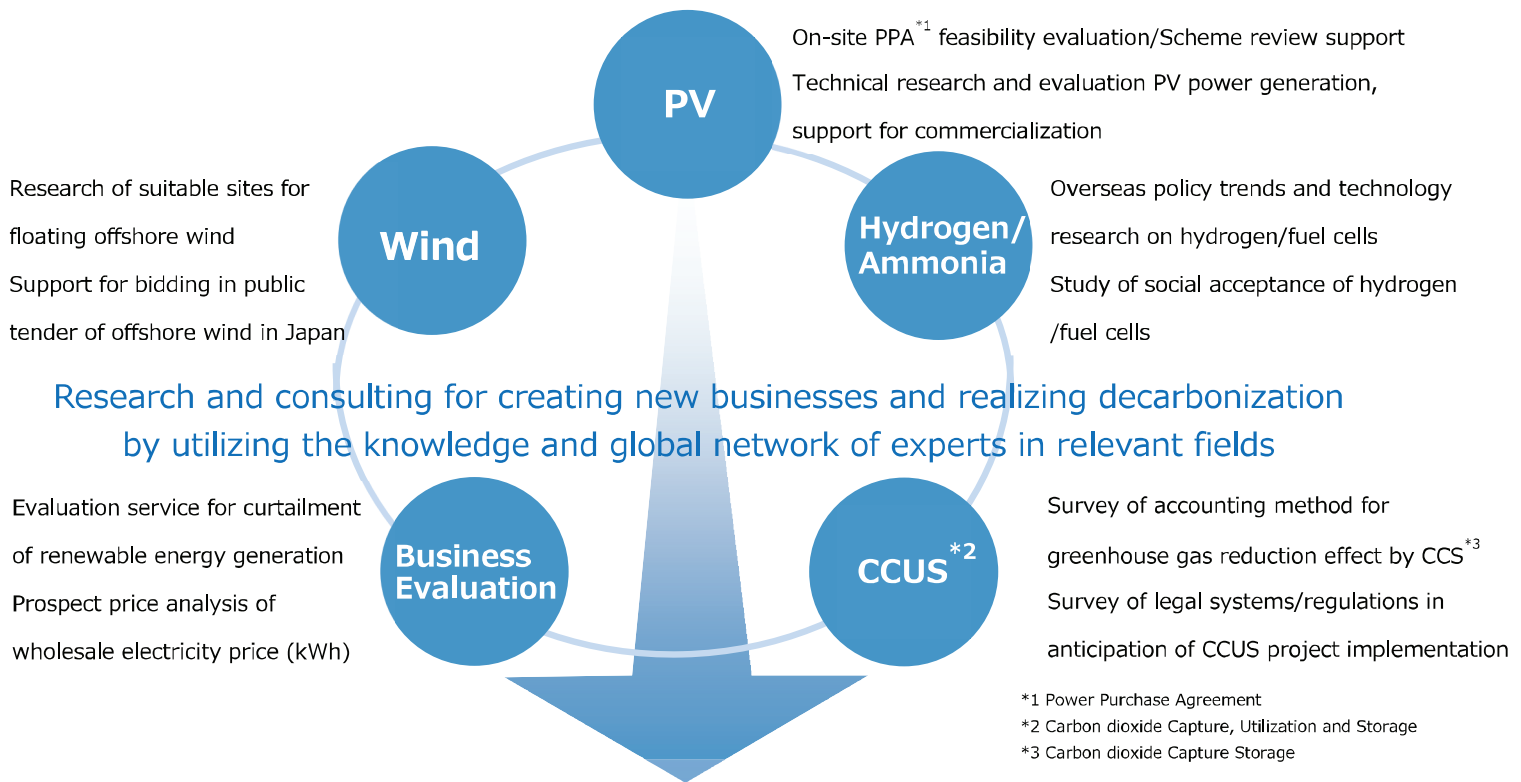 PV
On-site PPA*1 feasibility evaluation/Scheme review support
Technical research and evaluation PV power generation,
support for commercialization
Wind
Research of suitable sites for
floating offshore wind
Support for bidding in public
tender of offshore wind in Japan
Hydrogen/
Ammonia
Overseas policy trends and technology
research on hydrogen/fuel cells
Study of social acceptance of hydrogen
/fuel cells
Research and consulting for creating new businesses and realizing decarbonization
by utilizing the knowledge and global network of experts in relevant fields
Evaluation service for curtailment
of renewable energy generation
Prospect price analysis of
wholesale electricity price (kWh)
Business
Evaluation
CCUS*2
Survey of accounting method for
greenhouse gas reduction effect by CCS*3
Survey of legal systems/regulations in
anticipation of CCUS project implementation
*1 Power Purchase Agreement
*2 Carbon dioxide Capture, Utilization and Storage
*3 Carbon dioxide Capture Storage